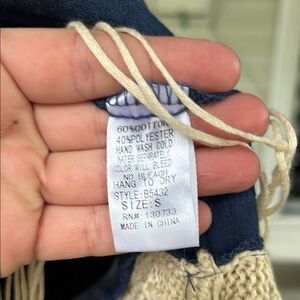 60%COTTON
40%POLYESTER
HAND WASH COLD
WATER SEPARATELY
COLOR WILL BLEED
NO BLEACH
HANG TO DRY
STYLE:B5432
SIZE:S
RN#: 130733
MADE IN CHINA